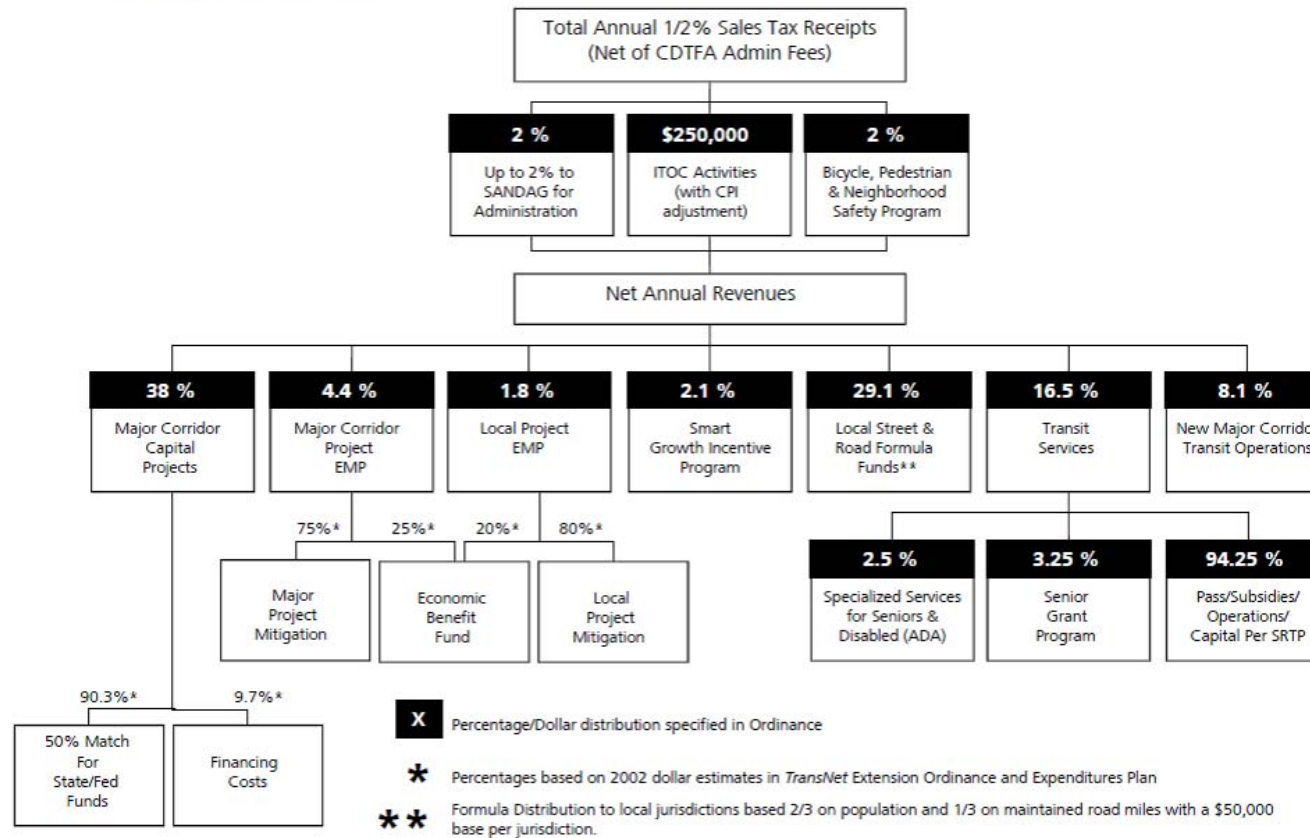 Total Annual 1/2% Sales Tax Receipts
(Net of CDTFA Admin Fees)
2 %
Up to 2% to
SANDAG for
Administration
$250,000
ITOC Activities
(with CPI
adjustment)
2 %
Bicycle, Pedestrian
& Neighborhood
Safety Program
Net Annual Revenues
38 %
Major Corridor
Capital
Projects
4.4 %
Major Corridor
Project
EMP
1.8 %
Local Project
EMP
2.1 %
Smart
Growth Incentive
Program
29.1 %
Local Street &
Road Formula
Funds**
16.5 %
Transit
Services
8.1 %
New Major Corridor
Transit Operations
75%*
25%*
20%*
80%*
Major
Project
Mitigation
Economic
Benefit
Fund
Local
Project
Mitigation
2.5 %
Specialized Services
for Seniors &
Disabled (ADA)
3.25 %
Senior
Grant
Program
94.25 %
Pass/Subsidies/
Operations/
Capital Per SRTP
90.3%*
9.7%*
50% Match
For
State/Fed
Funds
Financing
Costs
X Percentage/Dollar distribution specified in Ordinance
* Percentages based on 2002 dollar estimates in TransNet Extension Ordinance and Expenditures Plan
** Formula Distribution to local jurisdictions based 2/3 on population and 1/3 on maintained road miles with a $50,000
base per jurisdiction.